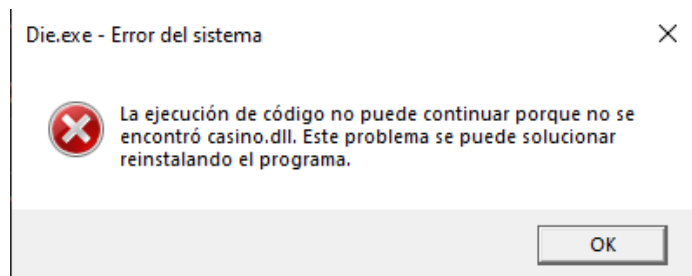 Die.exe - Error del sistema
La ejecución de código no puede continuar porque no se
encontró casino.dll. Este problema se puede solucionar
reinstalando el programa.
OK